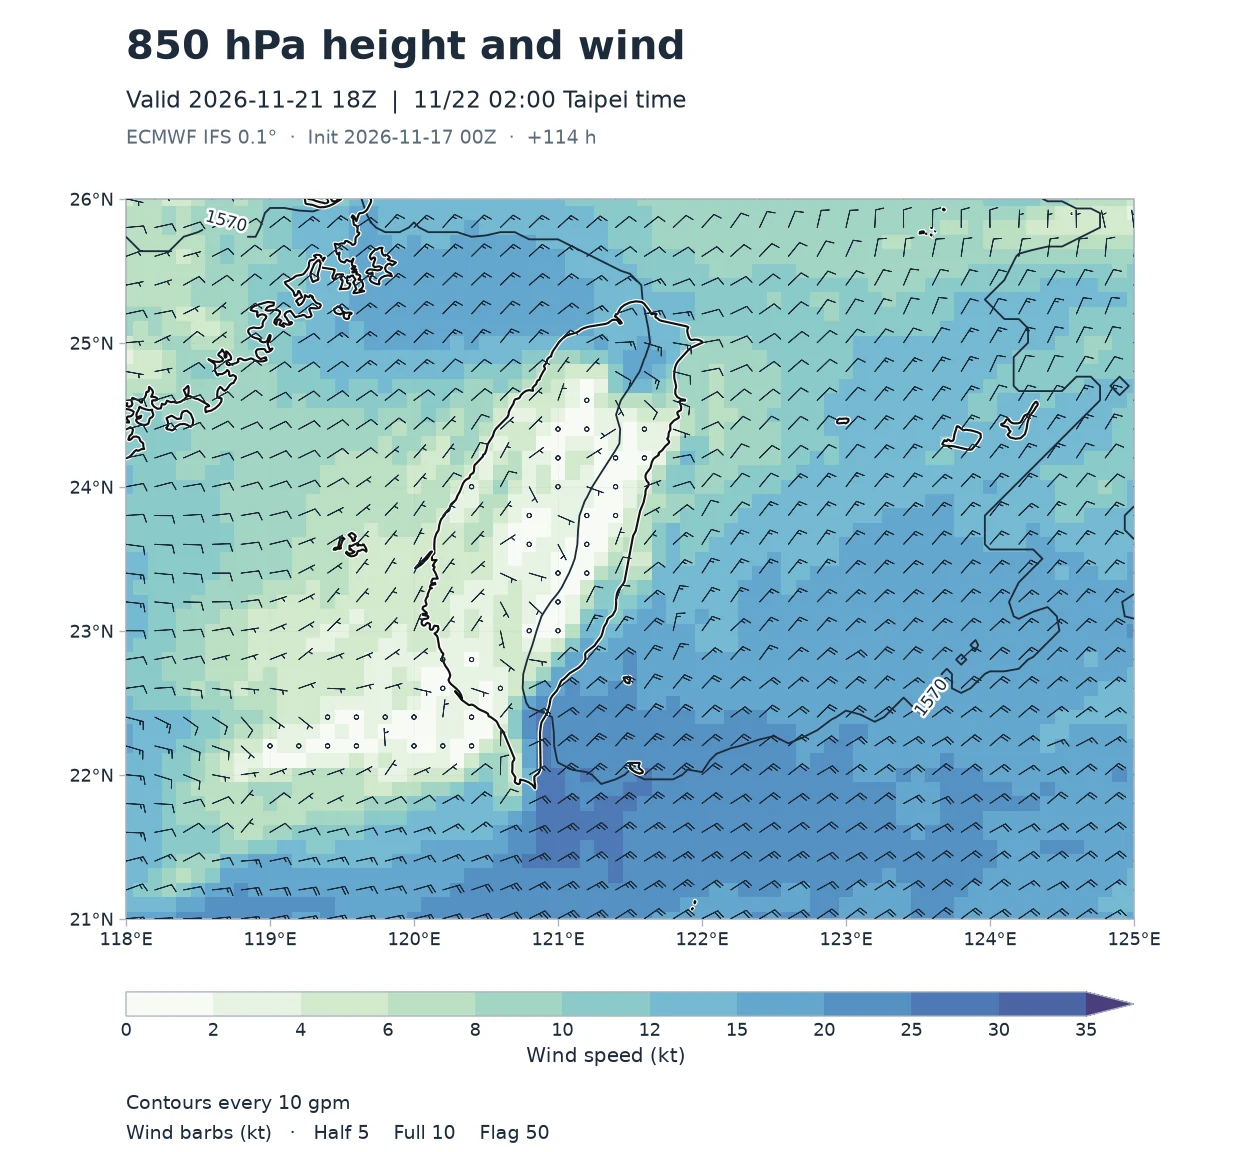 850 hPa height and wind
Valid 2026-11-21 18Z | 11/22 02:00 Taipei time
ECMWF IFS 0.1° · Init 2026-11-17 00Z · +114 h
26°N
1570
25°N
24°N
23°N
1570
22°N
21°N
118°E 119°E 120°E 121°E 122°E 123°E 124°E 125°E
0 2 4 6 8 10 12 15 20 25 30 35
Wind speed (kt)
Contours every 10 gpm
Wind barbs (kt) · Half 5 Full 10 Flag 50